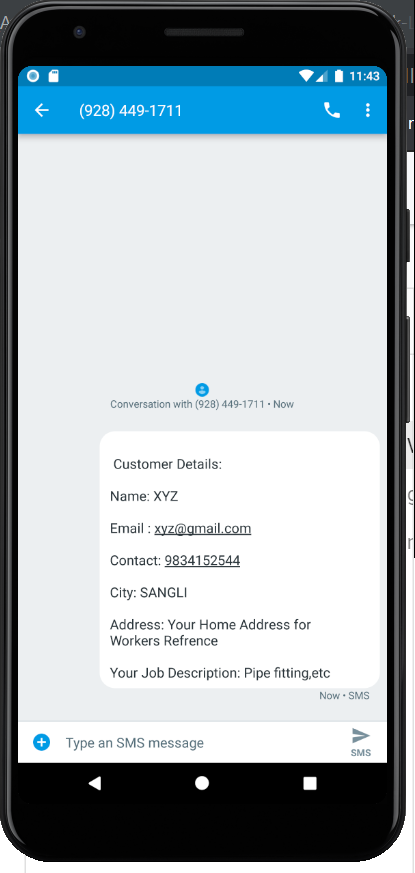 11:43
(928) 449-1711
Conversation with (928) 449-1711 • Now
Customer Details:
Name: XYZ
Email : xyz@gmail.com
Contact: 9834152544
City: SANGLI
Address: Your Home Address for
Workers Refrence
Your Job Description: Pipe fitting,etc
Now • SMS
Type an SMS message
SMS